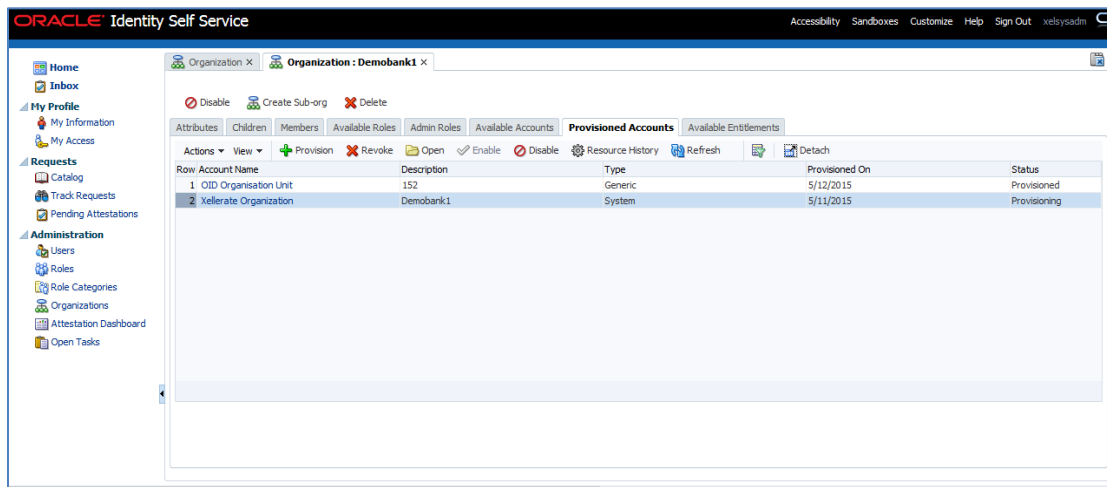 ORACLE® Identity Self Service
Accessibility Sandboxes Customize Help Sign Out xelsysadm
Home
Inbox
My Profile
My Information
My Access
Requests
Catalog
Track Requests
Pending Attestations
Administration
Users
Roles
Role Categories
Organizations
Attestation Dashboard
Open Tasks
Organization Organization : Demobank1
Disable Create Sub-org Delete
Attributes Children Members Available Roles Admin Roles Available Accounts Provisioned Accounts Available Entitlements
Actions View Provision Revoke Open Enable Disable Resource History Refresh Detach
Row Account Name Description Type Provisioned On Status
1 OID Organisation Unit 152 Generic 5/12/2015 Provisioned
2 Xellerate Organization Demobank1 System 5/11/2015 Provisioning